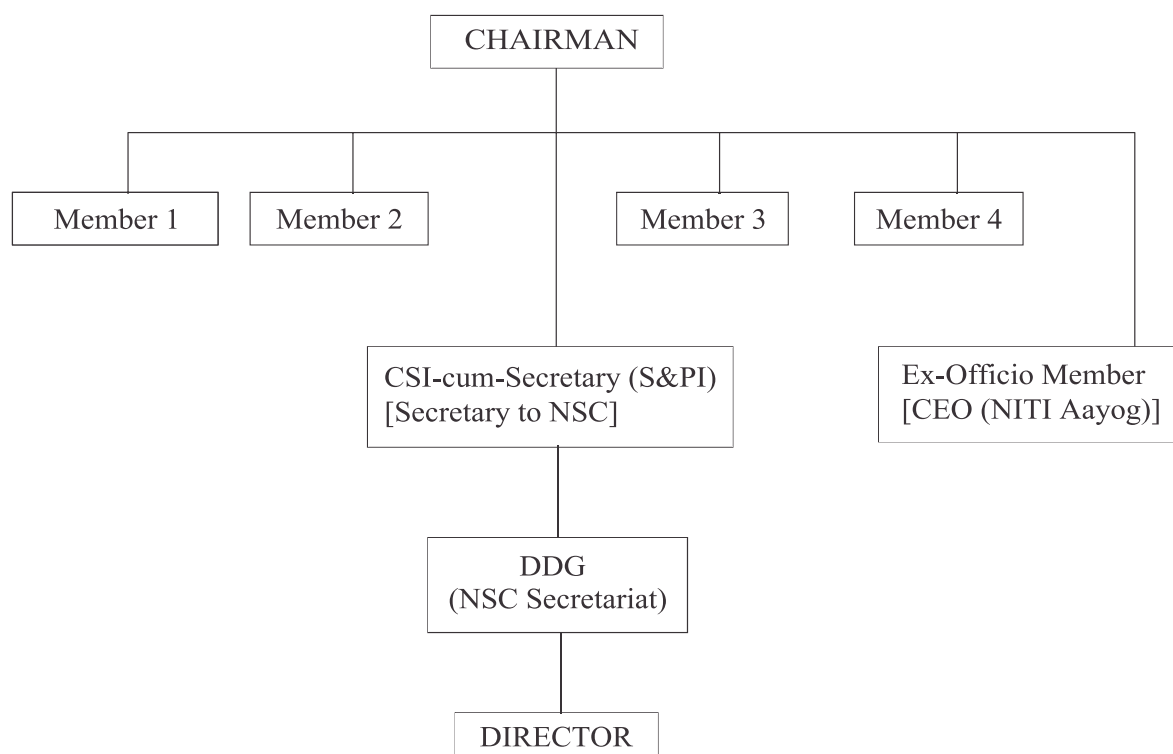 CHAIRMAN
Member 1
Member 2
Member 3
Member 4
CSI-cum-Secretary (S&PI)
[Secretary to NSC]
Ex-Officio Member
[CEO (NITI Aayog)]
DDG
(NSC Secretariat)
DIRECTOR